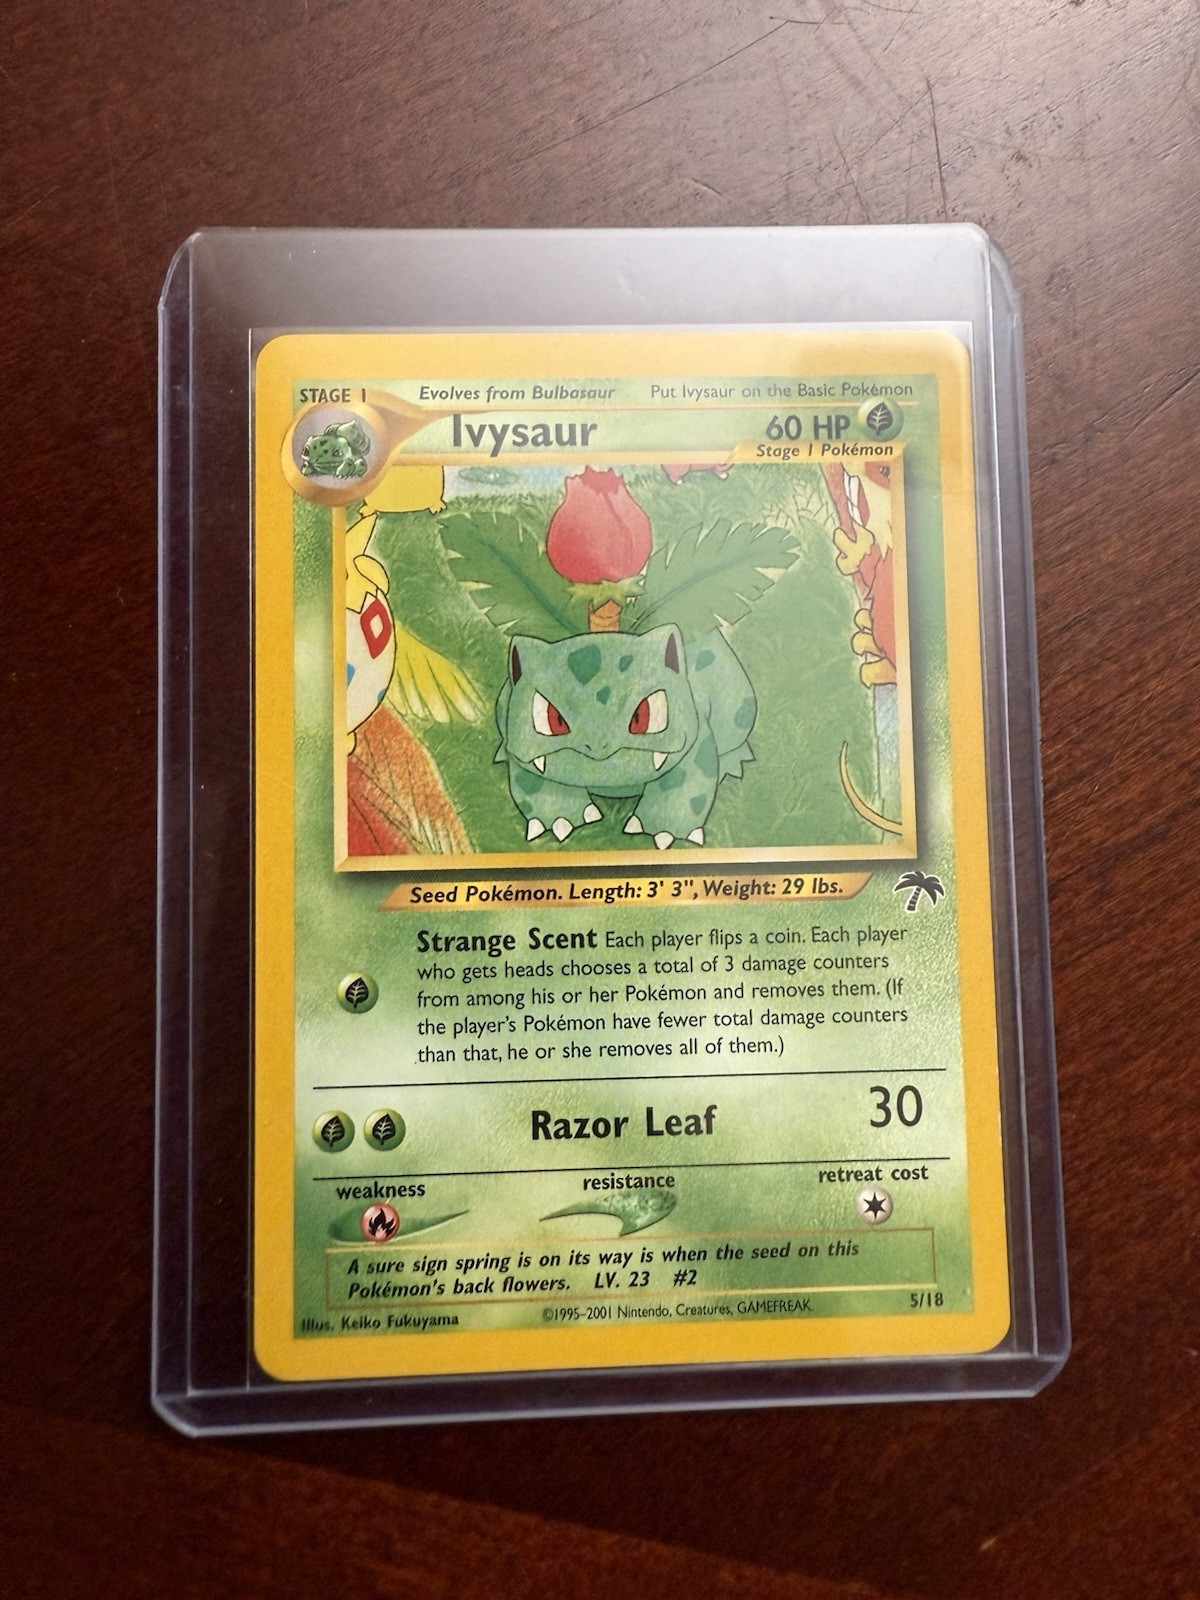 STAGE 1 Evolves from Bulbasaur Put Ivysaur on the Basic Pokémon
Ivysaur 60 HP
Stage 1 Pokémon
Seed Pokémon. Length: 3' 3", Weight: 29 lbs.
Strange Scent Each player flips a coin. Each player
who gets heads chooses a total of 3 damage counters
from among his or her Pokémon and removes them. (If
the player's Pokémon have fewer total damage counters
than that, he or she removes all of them.)
Razor Leaf 30
weakness resistance retreat cost
A sure sign spring is on its way is when the seed on this
Pokémon's back flowers. LV. 23 #2
Illus. Keiko Fukuyama ©1995-2001 Nintendo, Creatures, GAMEFREAK. 5/18